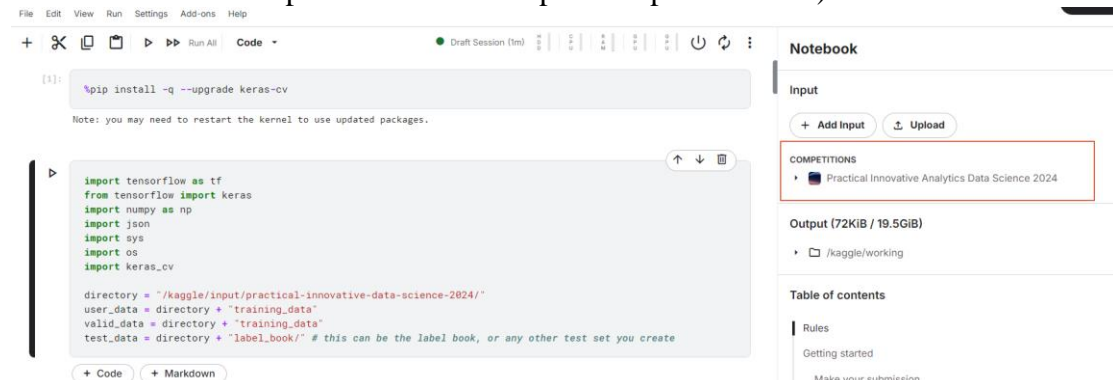 File Edit View Run Settings Add-ons Help
Run All Code Draft Session (1m)
Notebook
[1]:
%pip install -q --upgrade keras-cv
Note: you may need to restart the kernel to use updated packages.
import tensorflow as tf
from tensorflow import keras
import numpy as np
import json
import sys
import os
import keras_cv
directory = "/kaggle/input/practical-innovative-data-science-2024/"
user_data = directory + "training_data"
valid_data = directory + "training_data"
test_data = directory + "label_book/" # this can be the label book, or any other test set you create
+ Code + Markdown
Input
+ Add Input Upload
COMPETITIONS
Practical Innovative Analytics Data Science 2024
Output (72KiB / 19.5GiB)
/kaggle/working
Table of contents
Rules
Getting started
Make your submission